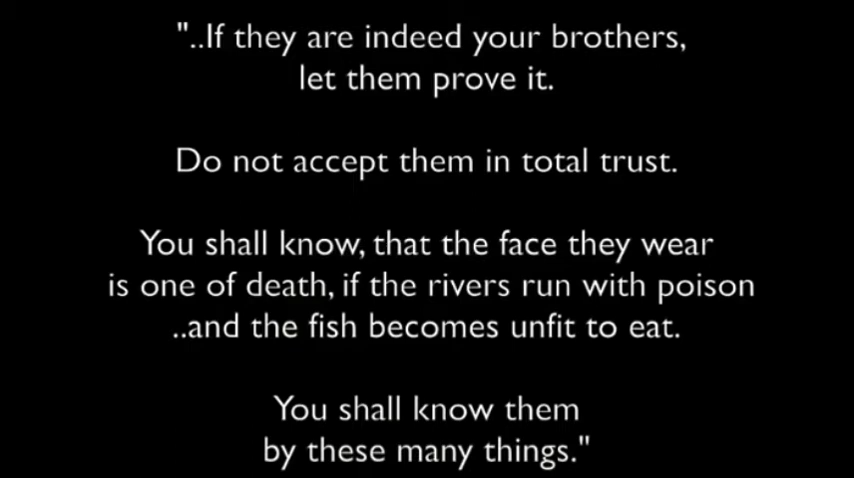 "..If they are indeed your brothers,
let them prove it.
Do not accept them in total trust.
You shall know, that the face they wear
is one of death, if the rivers run with poison
..and the fish becomes unfit to eat.
You shall know them
by these many things."